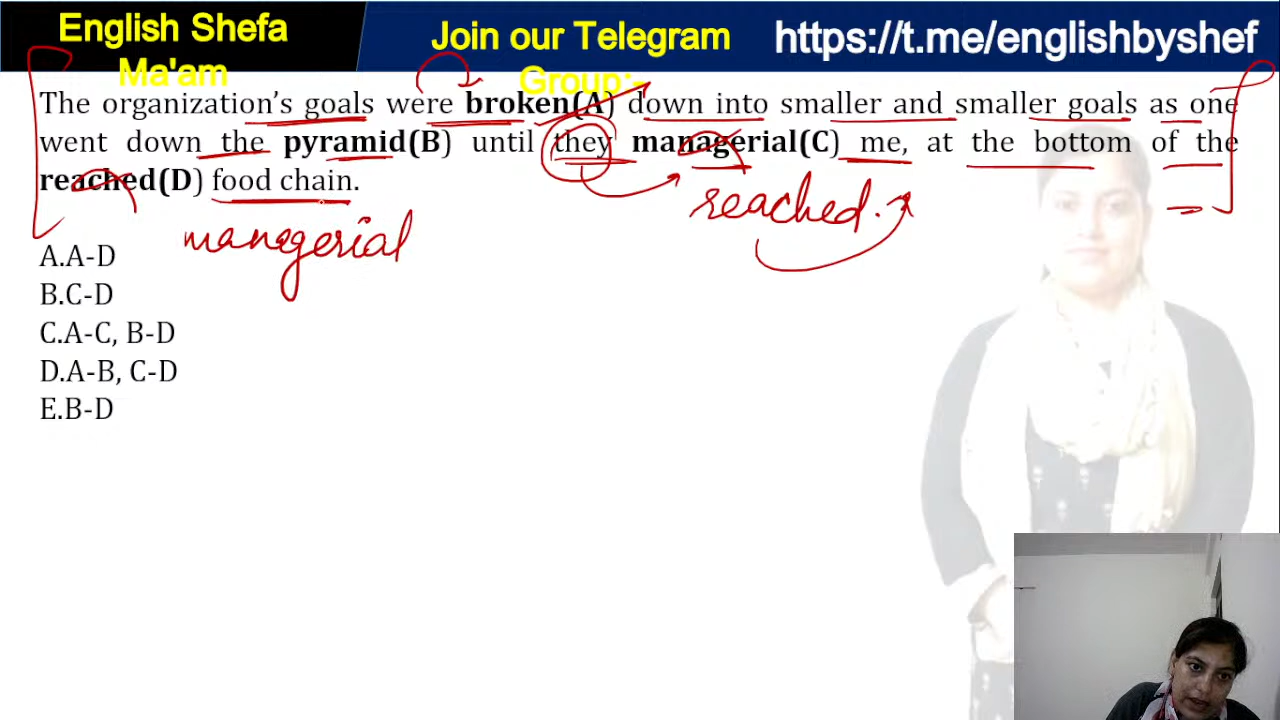 English Shefa
Ma'am
Join our Telegram
Group:-
https://t.me/englishbyshef
The organization's goals were broken(A) down into smaller and smaller goals as one
went down the pyramid(B) until they managerial(C) me, at the bottom of the
reached(D) food chain.
reached.
managerial
A.A-D
B.C-D
C.A-C, B-D
D.A-B, C-D
E.B-D